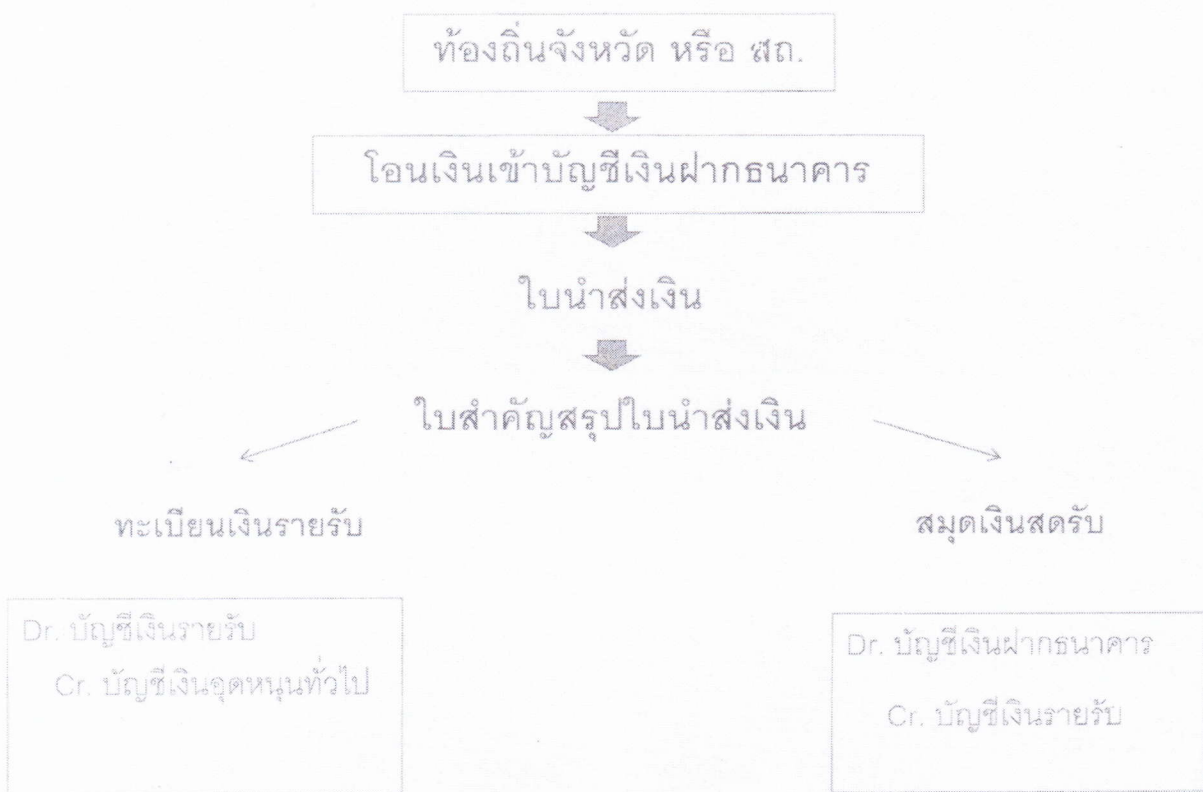 ท้องถิ่นจังหวัด หรือ สถ.
โอนเงินเข้าบัญชีเงินฝากธนาคาร
ใบนำส่งเงิน
ใบสำคัญสรุปใบนำส่งเงิน
ทะเบียนเงินรายรับ
สมุดเงินสดรับ
Dr. บัญชีเงินรายรับ
Cr. บัญชีเงินอุดหนุนทั่วไป
Dr. บัญชีเงินฝากธนาคาร
Cr. บัญชีเงินรายรับ